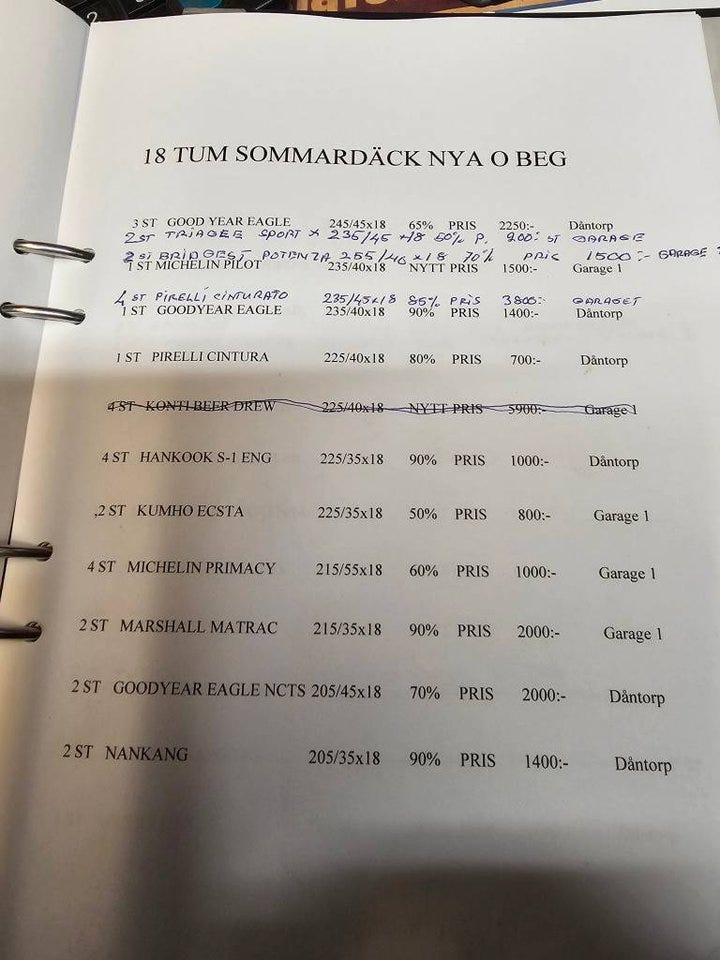 18 TUM SOMMARDÄCK NYA O BEG
3 ST GOOD YEAR EAGLE 245/45x18 65% PRIS 2250:- Dåntorp
2 ST TRIAGEE SPORT X 235/45 x18 50% P. 900:- ST GARAGE
2 ST BRIDGEST POTENZA 255/40 x18 70% PRIS 1500:- GARAGE
1 ST MICHELIN PILOT 235/40x18 NYTT PRIS 1500:- Garage 1
4 ST PIRELLI CINTURATO 235/45x18 85% PRIS 3800:- GARAGET
1 ST GOODYEAR EAGLE 235/40x18 90% PRIS 1400:- Dåntorp
1 ST PIRELLI CINTURA 225/40x18 80% PRIS 700:- Dåntorp
4 ST KONTI BEER DREW 225/40x18 NYTT PRIS 5900:- Garage 1
4 ST HANKOOK S-1 ENG 225/35x18 90% PRIS 1000:- Dåntorp
,2 ST KUMHO ECSTA 225/35x18 50% PRIS 800:- Garage 1
4 ST MICHELIN PRIMACY 215/55x18 60% PRIS 1000:- Garage 1
2 ST MARSHALL MATRAC 215/35x18 90% PRIS 2000:- Garage 1
2 ST GOODYEAR EAGLE NCTS 205/45x18 70% PRIS 2000:- Dåntorp
2 ST NANKANG 205/35x18 90% PRIS 1400:- Dåntorp